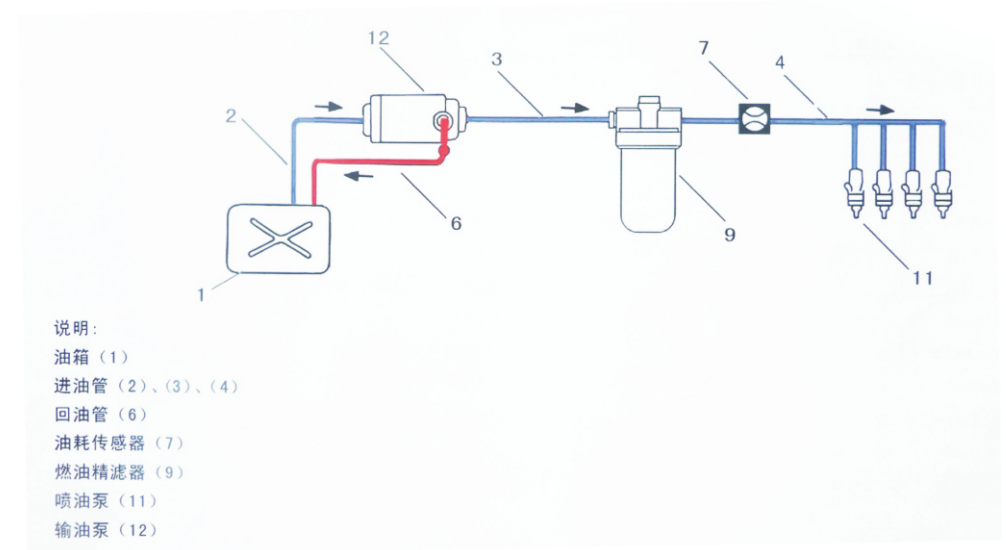 12
3
7
4
2
6
9
11
1
说明:
油箱(1)
进油管(2)、(3)、(4)
回油管(6)
油耗传感器(7)
燃油精滤器(9)
喷油泵(11)
输油泵(12)